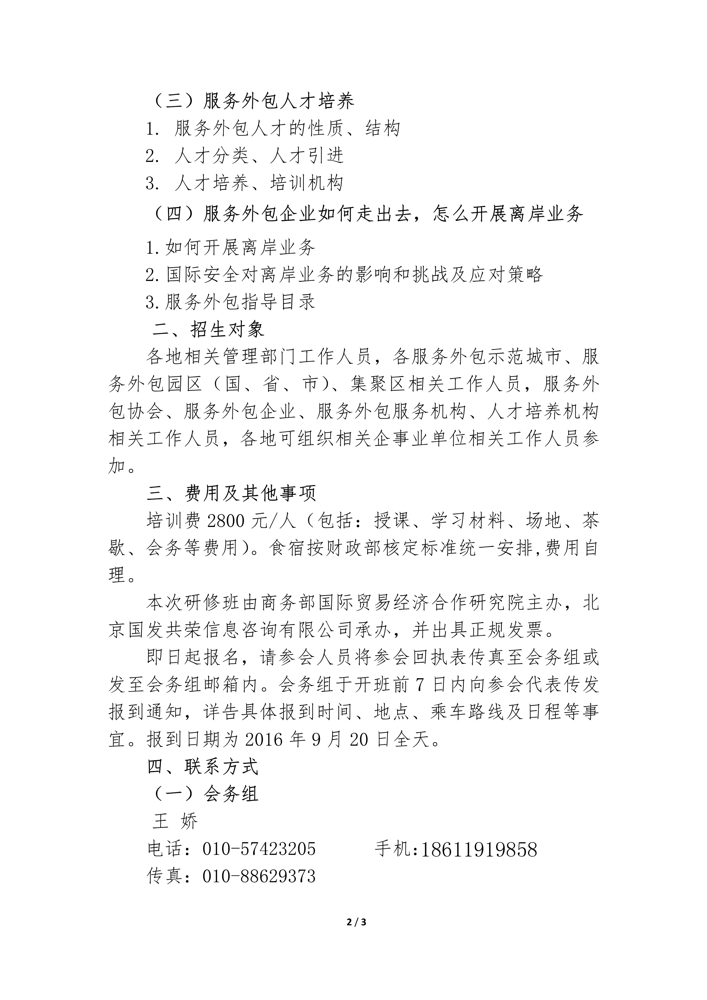 （三）服务外包人才培养
1. 服务外包人才的性质、结构
2. 人才分类、人才引进
3. 人才培养、培训机构
（四）服务外包企业如何走出去，怎么开展离岸业务
1.如何开展离岸业务
2.国际安全对离岸业务的影响和挑战及应对策略
3.服务外包指导目录
二、招生对象
各地相关管理部门工作人员，各服务外包示范城市、服
务外包园区（国、省、市）、集聚区相关工作人员，服务外
包协会、服务外包企业、服务外包服务机构、人才培养机构
相关工作人员，各地可组织相关企事业单位相关工作人员参
加。
三、费用及其他事项
培训费 2800 元/人（包括：授课、学习材料、场地、茶
歇、会务等费用）。食宿按财政部核定标准统一安排,费用自
理。
本次研修班由商务部国际贸易经济合作研究院主办，北
京国发共荣信息咨询有限公司承办，并出具正规发票。
即日起报名，请参会人员将参会回执表传真至会务组或
发至会务组邮箱内。会务组于开班前 7 日内向参会代表传发
报到通知，详告具体报到时间、地点、乘车路线及日程等事
宜。报到日期为 2016 年 9 月 20 日全天。
四、联系方式
（一）会务组
王 娇
电话：010-57423205 手机:18611919858
传真：010-88629373
2 / 3